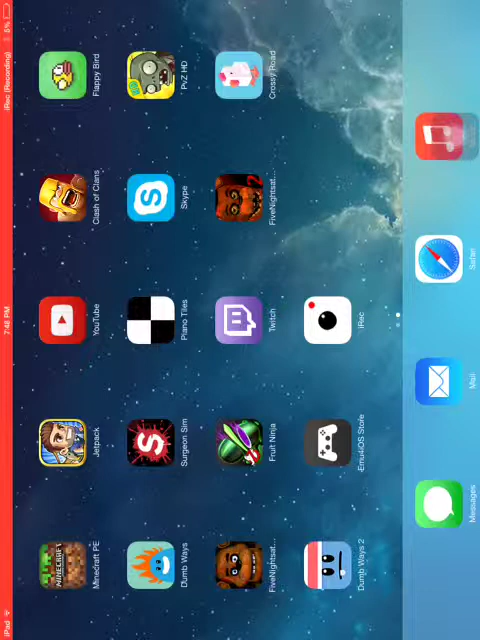 iPad 7:48 PM iRec (Recording) 5%
MINECRAFT
Minecraft PE Jetpack YouTube Clash of Clans Flappy Bird
Dumb Ways Surgeon Sim Piano Tiles Skype PvZ HD
FiveNightsat... Fruit Ninja Twitch FiveNightsat... Crossy Road
Dumb Ways 2 Emu4iOS Store iRec
Messages Mail Safari